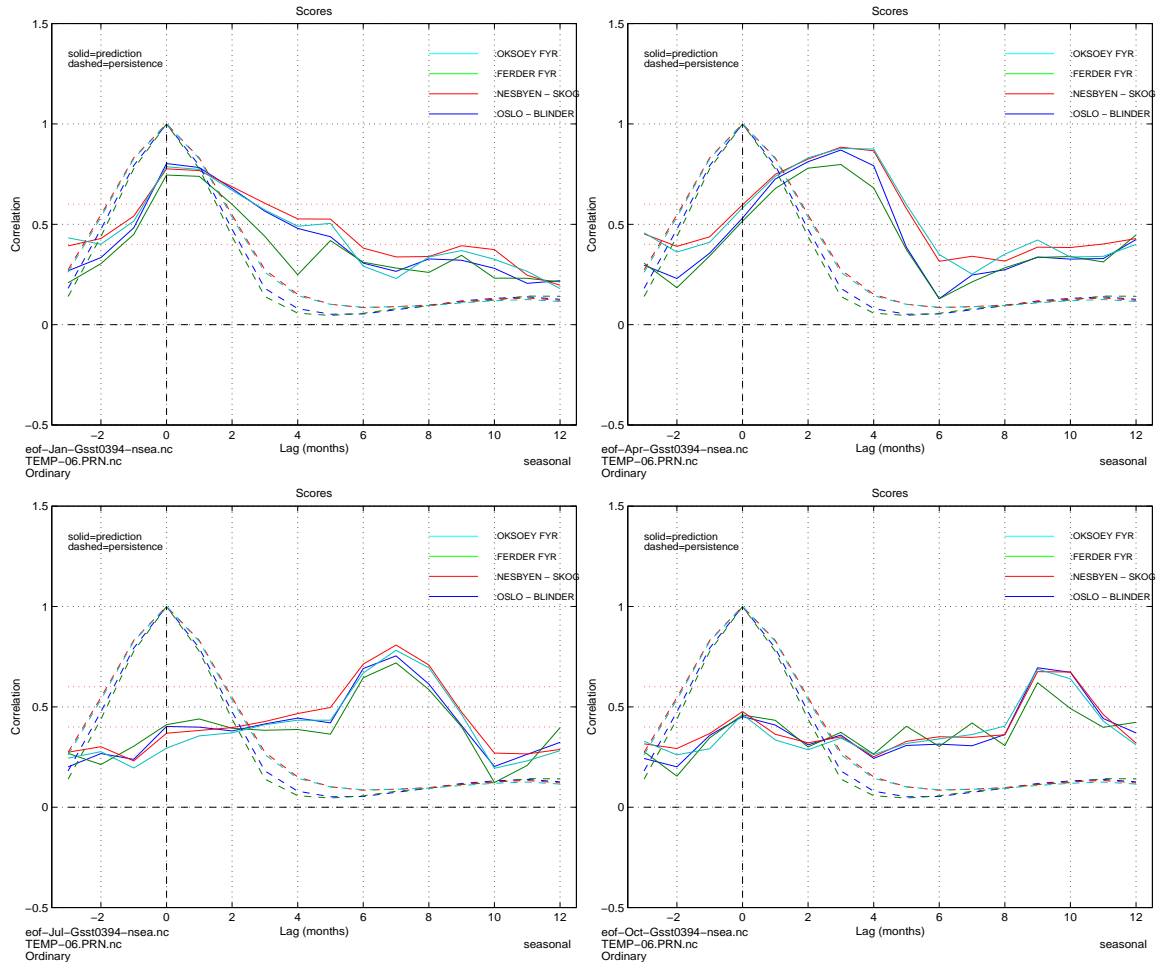 Scores
1.5
1
0.5
0
−0.5
Correlation
solid=prediction
dashed=persistence
OKSOEY FYR
FERDER FYR
NESBYEN − SKOG
OSLO − BLINDER
−2 0 2 4 6 8 10 12
Lag (months)
eof−Jan−Gsst0394−nsea.nc
TEMP−06.PRN.nc
Ordinary
seasonal
Scores
1.5
1
0.5
0
−0.5
Correlation
solid=prediction
dashed=persistence
OKSOEY FYR
FERDER FYR
NESBYEN − SKOG
OSLO − BLINDER
−2 0 2 4 6 8 10 12
Lag (months)
eof−Apr−Gsst0394−nsea.nc
TEMP−06.PRN.nc
Ordinary
seasonal
Scores
1.5
1
0.5
0
−0.5
Correlation
solid=prediction
dashed=persistence
OKSOEY FYR
FERDER FYR
NESBYEN − SKOG
OSLO − BLINDER
−2 0 2 4 6 8 10 12
Lag (months)
eof−Jul−Gsst0394−nsea.nc
TEMP−06.PRN.nc
Ordinary
seasonal
Scores
1.5
1
0.5
0
−0.5
Correlation
solid=prediction
dashed=persistence
OKSOEY FYR
FERDER FYR
NESBYEN − SKOG
OSLO − BLINDER
−2 0 2 4 6 8 10 12
Lag (months)
eof−Oct−Gsst0394−nsea.nc
TEMP−06.PRN.nc
Ordinary
seasonal